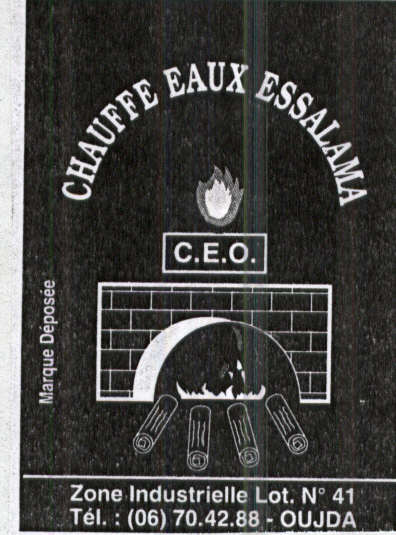 CHAUFFE EAUX ESSALAMA
C.E.O.
Marque Déposée
Zone Industrielle Lot. N° 41
Tél. : (06) 70.42.88 - OUJDA